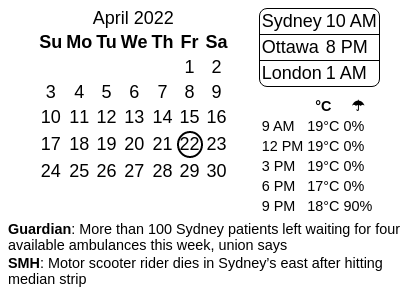 April 2022
Su Mo Tu We Th Fr Sa
1 2
3 4 5 6 7 8 9
10 11 12 13 14 15 16
17 18 19 20 21 22 23
24 25 26 27 28 29 30
Sydney 10 AM
Ottawa 8 PM
London 1 AM
°C ☂
9 AM 19°C 0%
12 PM 19°C 0%
3 PM 19°C 0%
6 PM 17°C 0%
9 PM 18°C 90%
Guardian: More than 100 Sydney patients left waiting for four
available ambulances this week, union says
SMH: Motor scooter rider dies in Sydney's east after hitting
median strip